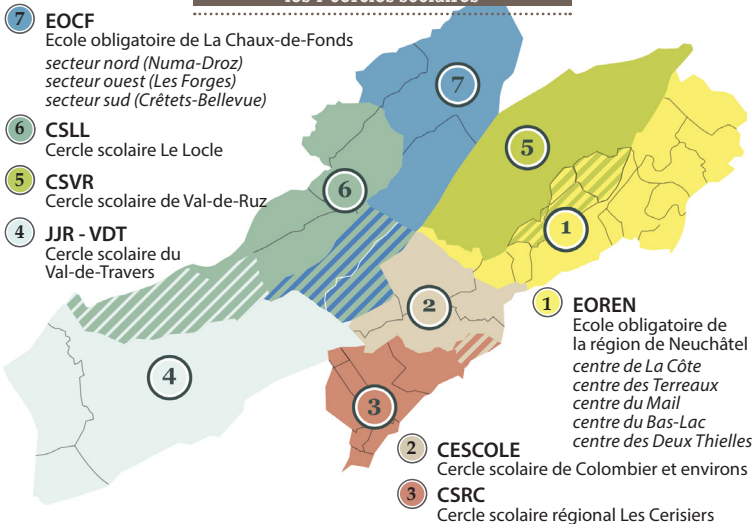 7 EOCF
Ecole obligatoire de La Chaux-de-Fonds
secteur nord (Numa-Droz)
secteur ouest (Les Forges)
secteur sud (Crêtets-Bellevue)
6 CSLL
Cercle scolaire Le Locle
5 CSVR
Cercle scolaire de Val-de-Ruz
4 JJR - VDT
Cercle scolaire du
Val-de-Travers
7
5
6
1
2
4
3
1 EOREN
Ecole obligatoire de
la région de Neuchâtel
centre de La Côte
centre des Terreaux
centre du Mail
centre du Bas-Lac
centre des Deux Thielles
2 CESCOLE
Cercle scolaire de Colombier et environs
3 CSRC
Cercle scolaire régional Les Cerisiers